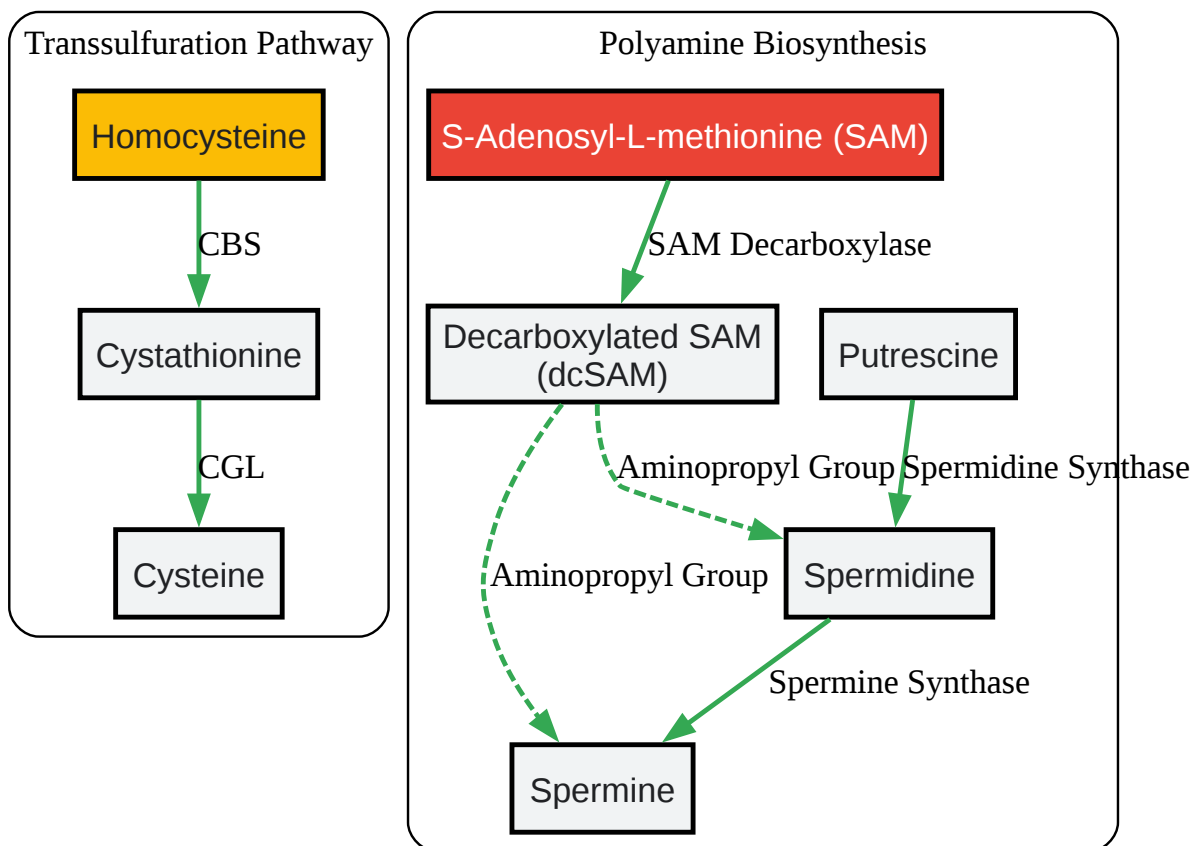 Transsulfuration Pathway
Homocysteine
CBS
Cystathionine
CGL
Cysteine
Polyamine Biosynthesis
S-Adenosyl-L-methionine (SAM)
SAM Decarboxylase
Decarboxylated SAM
(dcSAM)
Putrescine
Aminopropyl Group
Spermidine Synthase
Aminopropyl Group
Spermidine
Spermine Synthase
Spermine